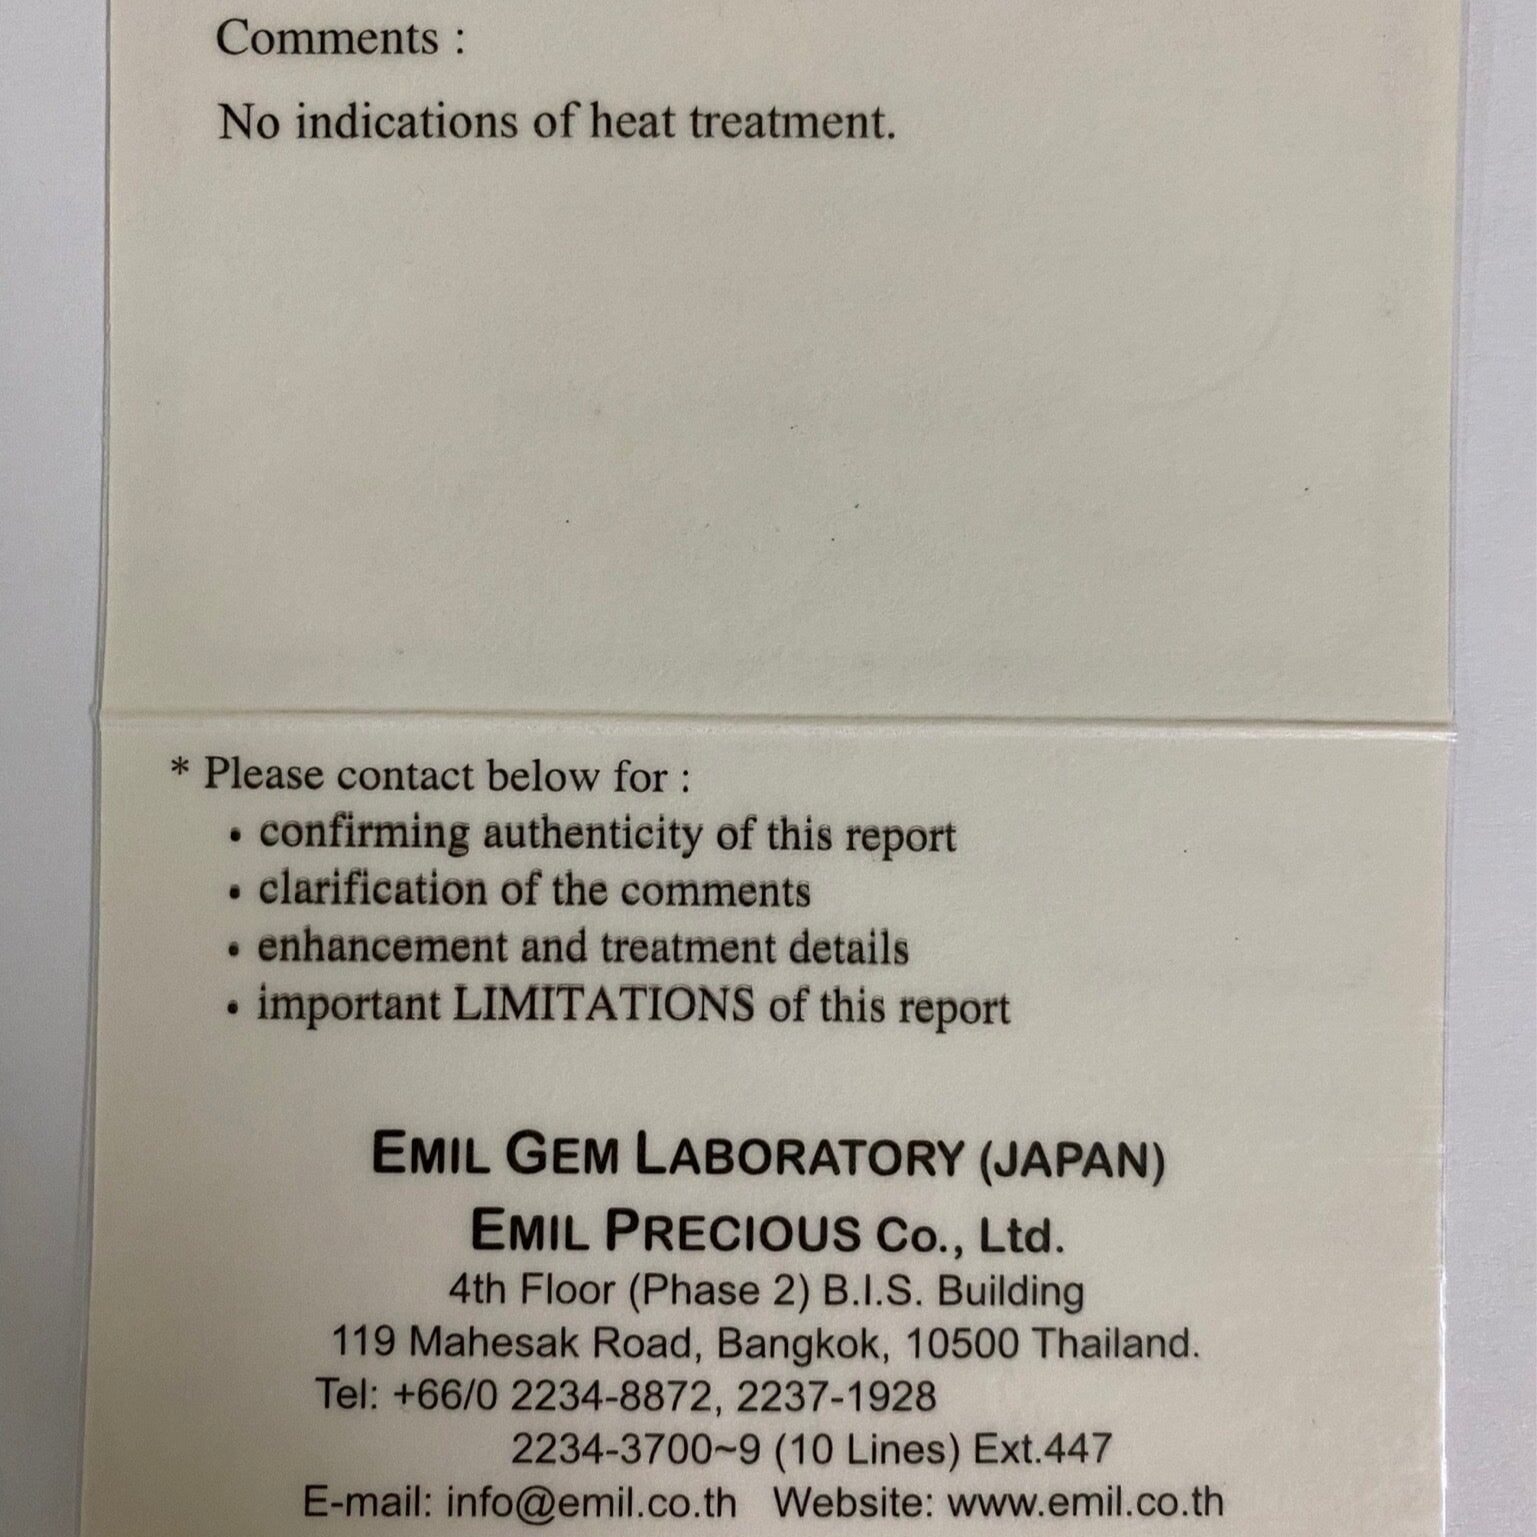 Comments :
No indications of heat treatment.
* Please contact below for :
• confirming authenticity of this report
• clarification of the comments
• enhancement and treatment details
• important LIMITATIONS of this report
EMIL GEM LABORATORY (JAPAN)
EMIL PRECIOUS Co., Ltd.
4th Floor (Phase 2) B.I.S. Building
119 Mahesak Road, Bangkok, 10500 Thailand.
Tel: +66/0 2234-8872, 2237-1928
2234-3700~9 (10 Lines) Ext.447
E-mail: info@emil.co.th Website: www.emil.co.th